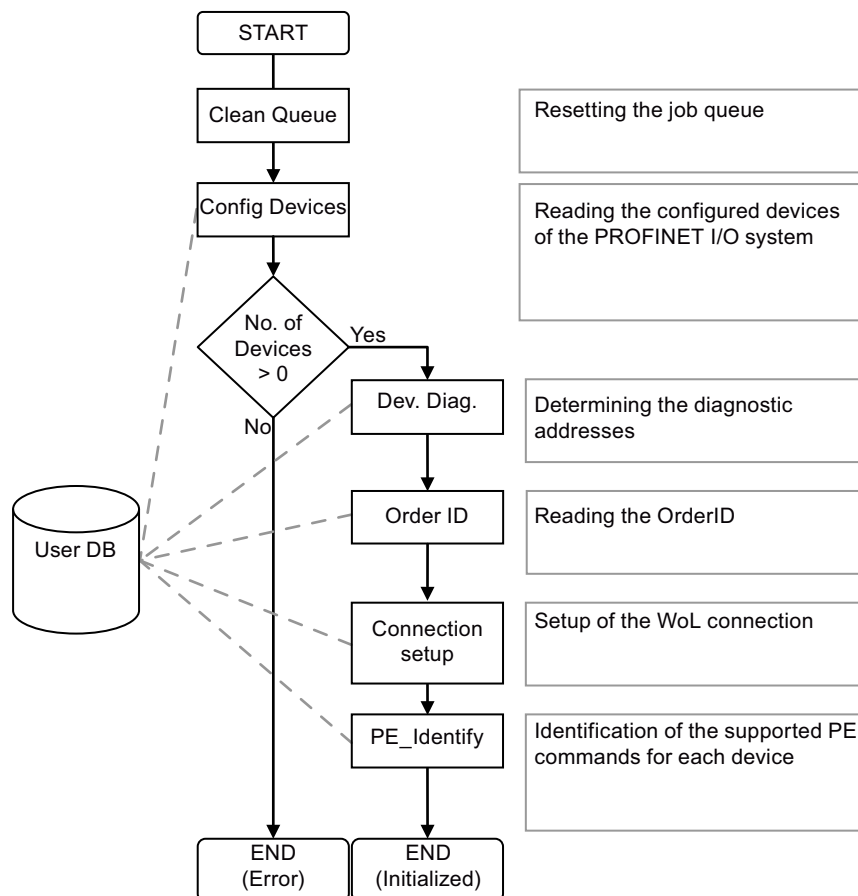 START
Clean Queue
Resetting the job queue
Config Devices
Reading the configured devices
of the PROFINET I/O system
No. of
Devices
> 0
Yes
No
Dev. Diag.
Determining the diagnostic
addresses
User DB
Order ID
Reading the OrderID
Connection
setup
Setup of the WoL connection
PE_Identify
Identification of the supported PE
commands for each device
END
(Error)
END
(Initialized)